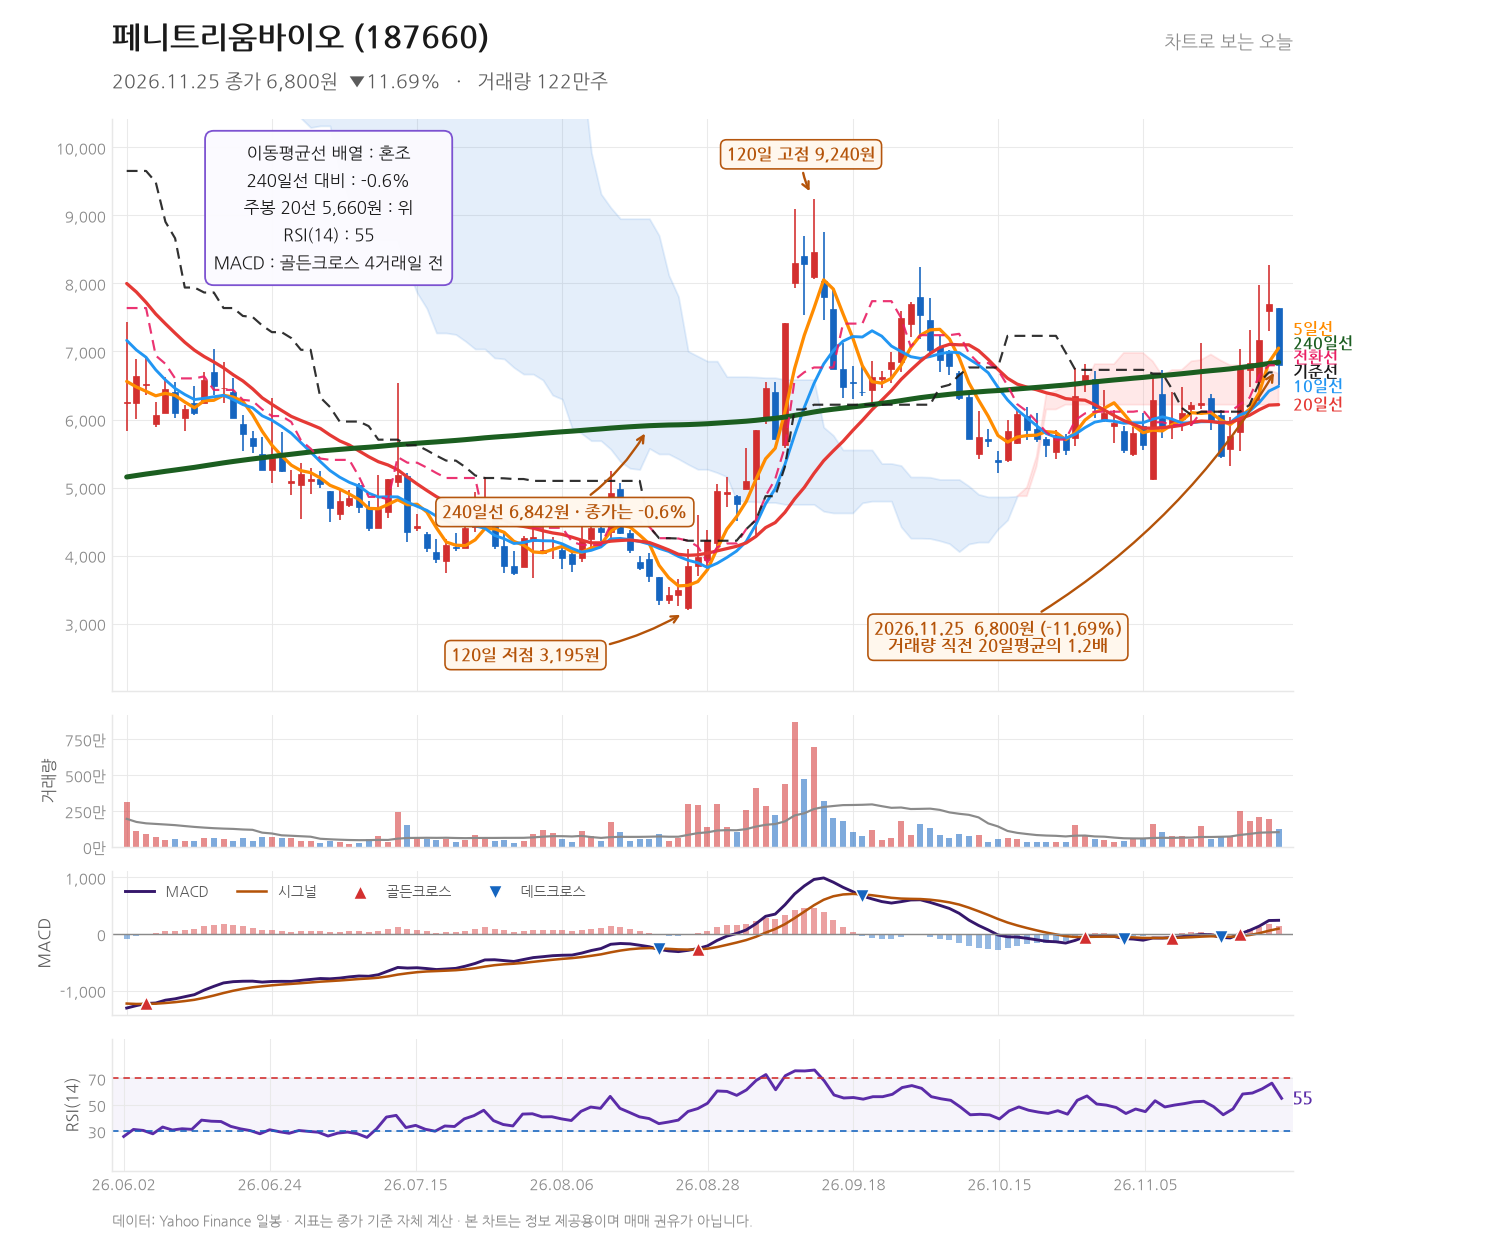 페니트리움바이오 (187660)
차트로 보는 오늘
2026.11.25 종가 6,800원 ▼11.69% · 거래량 122만주
이동평균선 배열 : 혼조
240일선 대비 : -0.6%
주봉 20선 5,660원 : 위
RSI(14) : 55
MACD : 골든크로스 4거래일 전
120일 고점 9,240원
10,000
9,000
8,000
7,000
6,000
5,000
4,000
3,000
5일선
240일선
전환선
기준선
10일선
20일선
240일선 6,842원 · 종가는 -0.6%
120일 저점 3,195원
2026.11.25 6,800원 (-11.69%)
거래량 직전 20일평균의 1.2배
거래량
750만
500만
250만
0만
MACD
1,000
0
-1,000
MACD
시그널
골든크로스
데드크로스
RSI(14)
70
50
30
55
26.06.02
26.06.24
26.07.15
26.08.06
26.08.28
26.09.18
26.10.15
26.11.05
데이터: Yahoo Finance 일봉 · 지표는 종가 기준 자체 계산 · 본 차트는 정보 제공용이며 매매 권유가 아닙니다.